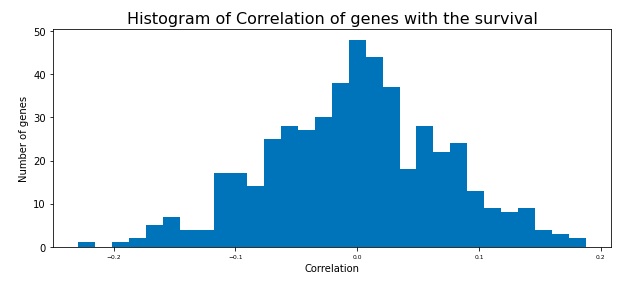 Histogram of Correlation of genes with the survival
Number of genes
50
40
30
20
10
0
−0.2 −0.1 0.0 0.1 0.2
Correlation